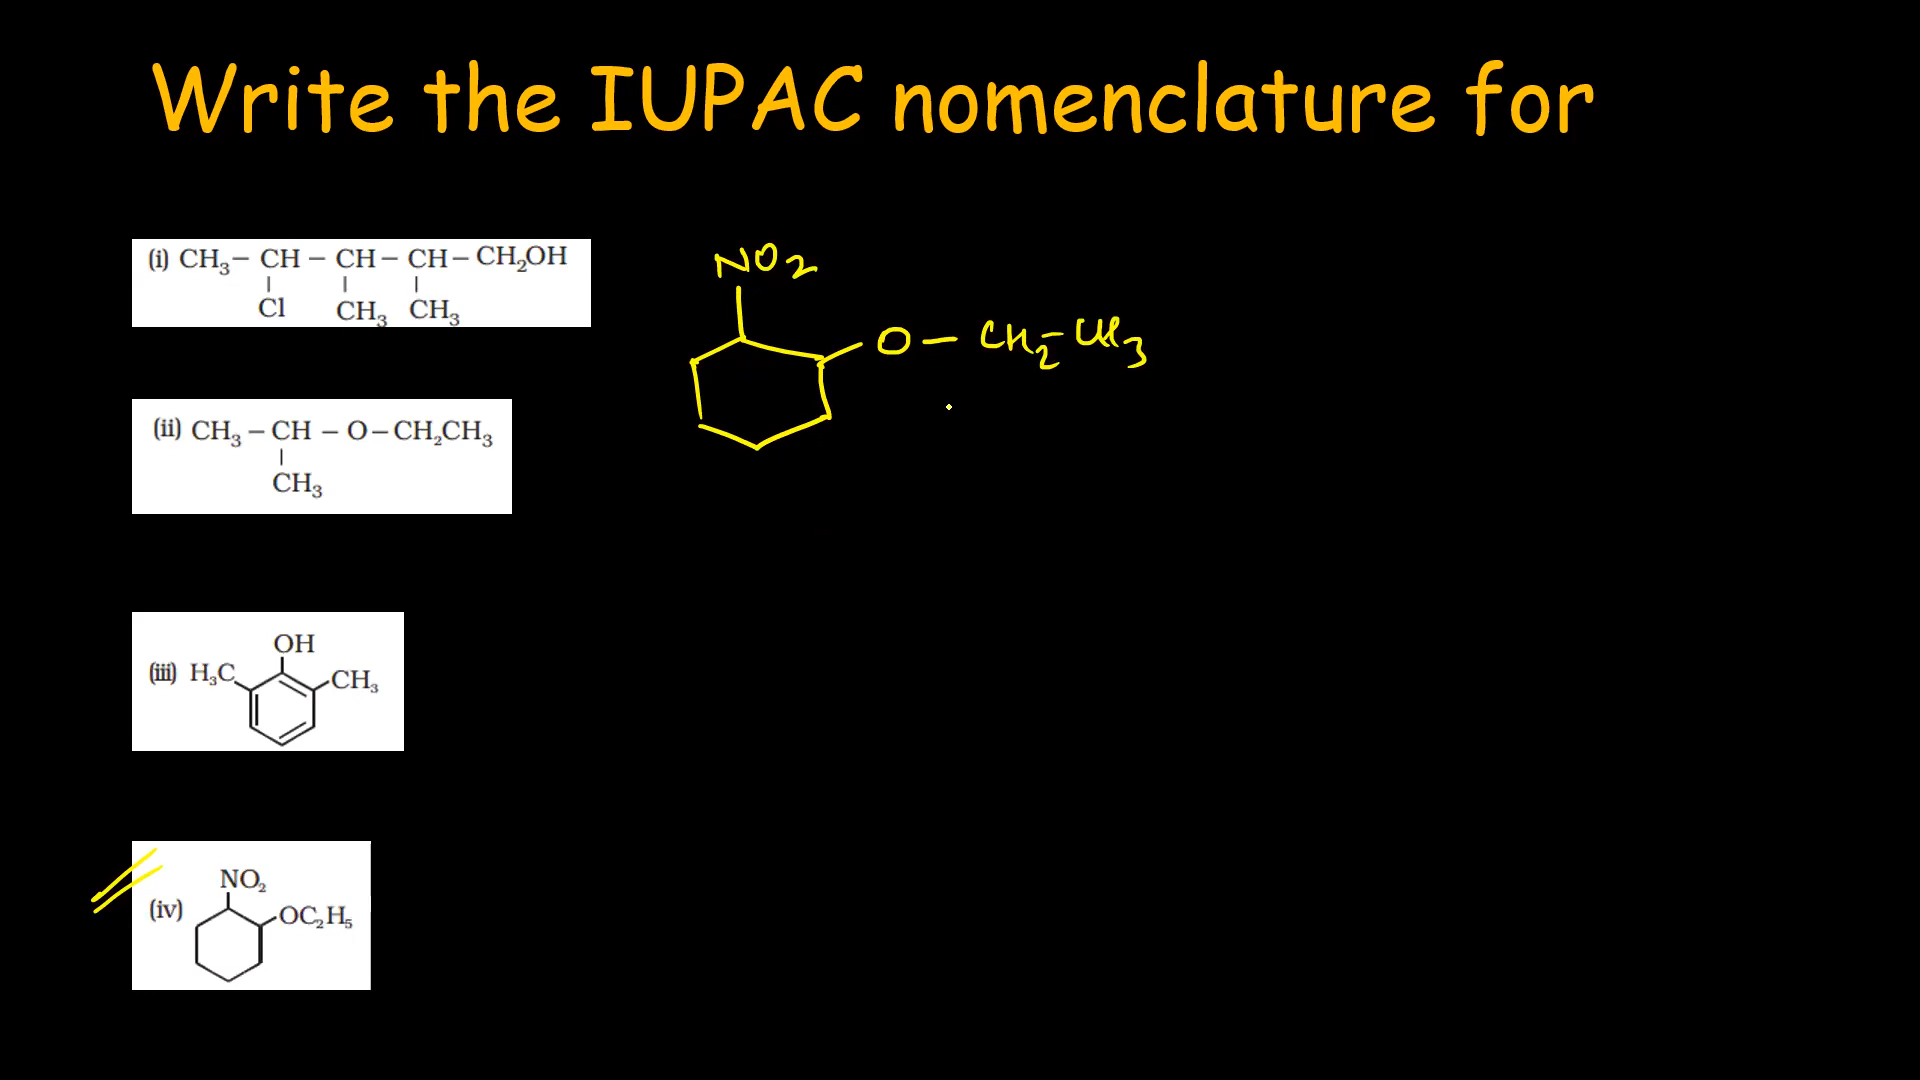 Write the IUPAC nomenclature for
(i) CH₃– CH – CH – CH – CH₂OH
Cl CH₃ CH₃
NO₂
O – CH₂ – CH₃
(ii) CH₃ – CH – O – CH₂CH₃
CH₃
OH
(iii) H₃C CH₃
NO₂
(iv) OC₂H₅